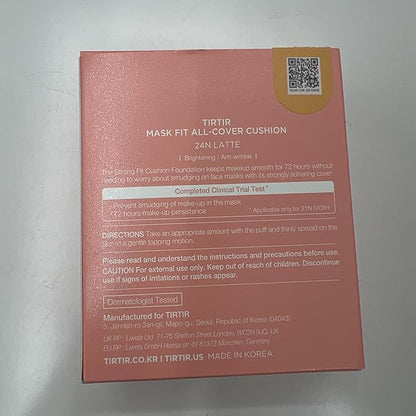 SCAN FOR UR GUIDE
TIRTIR
MASK FIT ALL-COVER CUSHION
24N LATTE
| Brightening / Anti wrinkle |
The Strong Fit Cushion Foundation keeps makeup smooth for 72 hours without
needing to worry about smudging on face masks with its strongly adhering cover.
Completed Clinical Trial Test*
- Prevent smudging of make-up in the mask
- 72 hours make-up persistence * Applicable only for 21N IVORY
DIRECTIONS Take an appropriate amount with the puff and thinly spread on the
skin in a gentle tapping motion.
Please read and understand the instructions and precautions before use.
CAUTION For external use only. Keep out of reach of children. Discontinue
use if signs of irritations or rashes appear.
Dermatologist Tested
Manufactured for TIRTIR
5, Jandari-ro 3an-gil, Mapo-gu, Seoul, Republic of Korea (04043)
UK RP : Liwela Ltd, 71-75 Shelton Street London, WC2H 9JQ, UK
EU RP : Liwela GmbH Hansa str.49 81373 München, Germany
TIRTIR.CO.KR | TIRTIR.US MADE IN KOREA